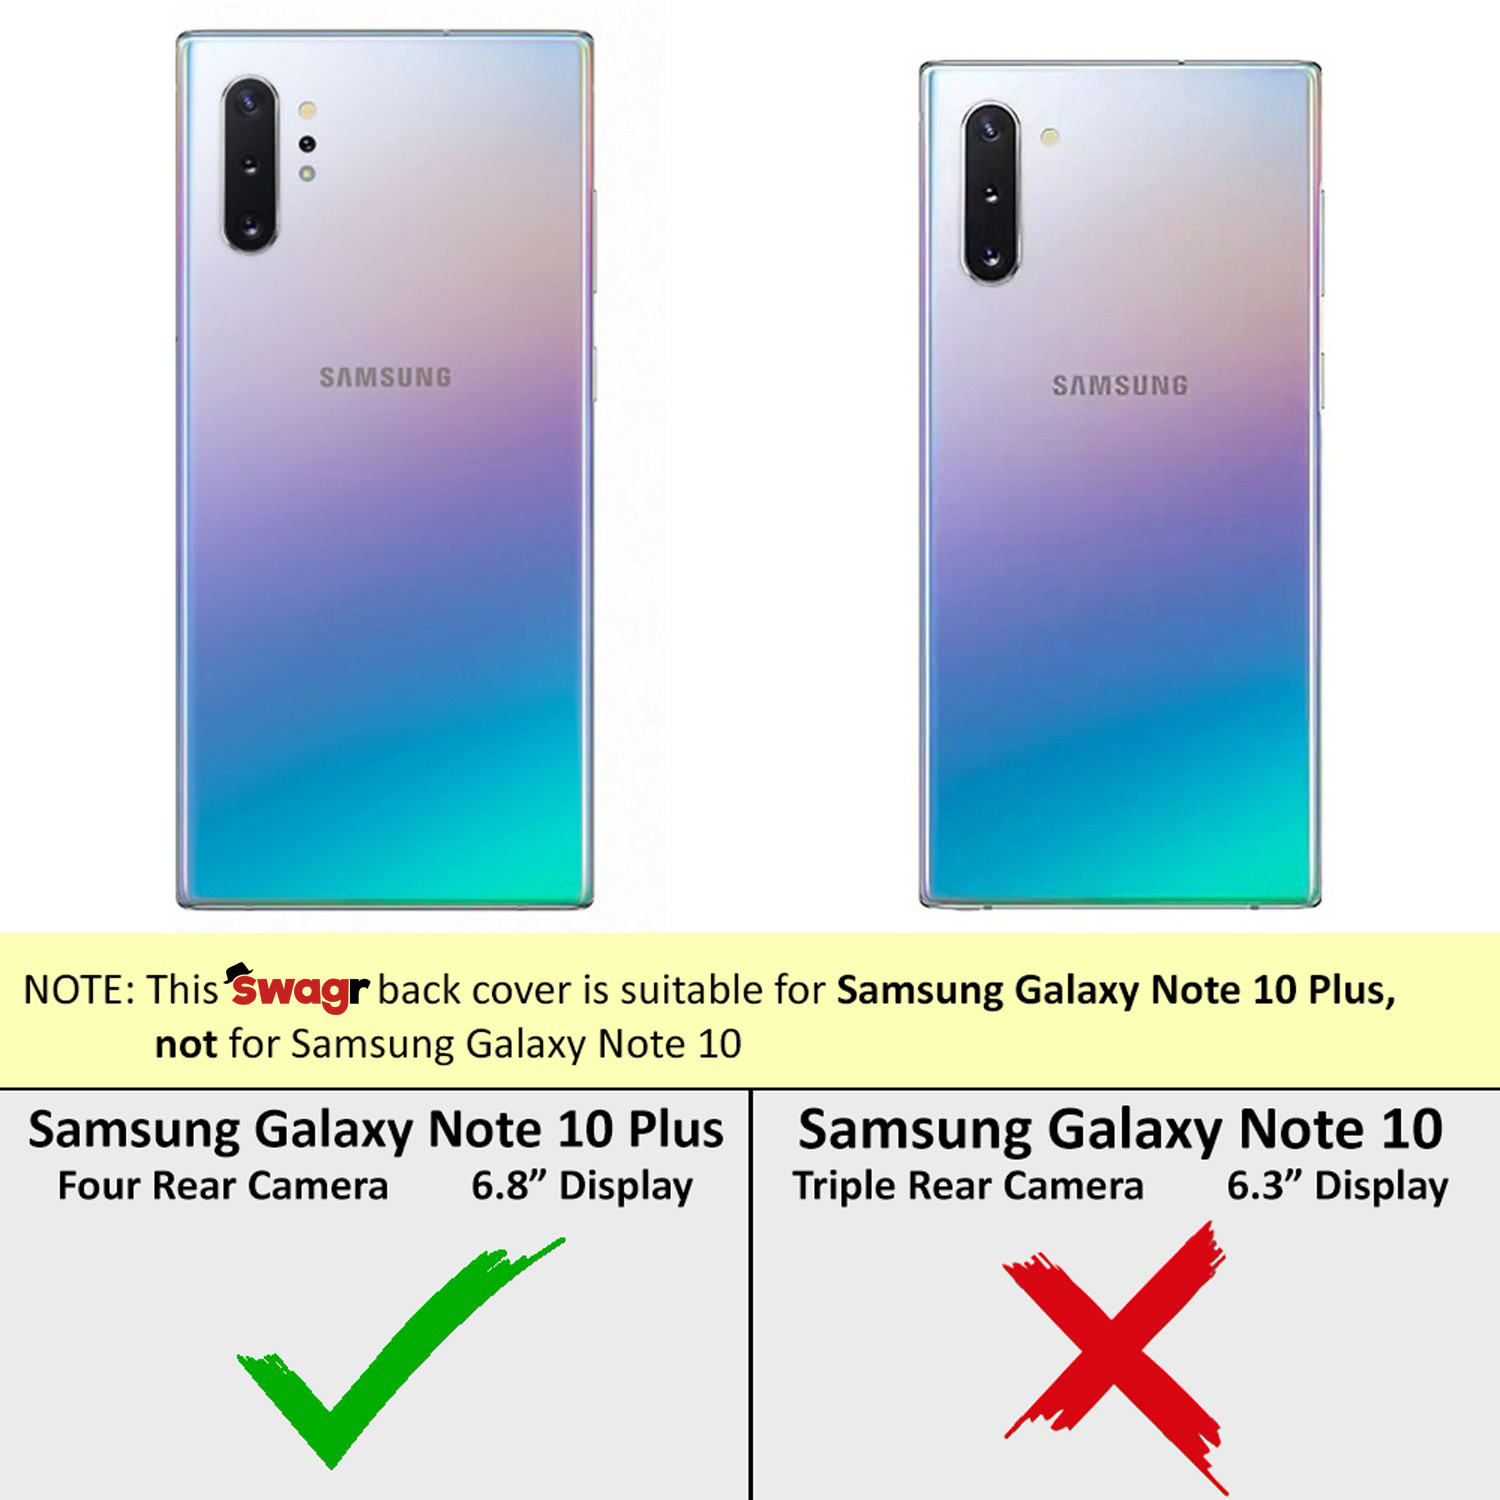 SAMSUNG
SAMSUNG
NOTE: This swagr back cover is suitable for Samsung Galaxy Note 10 Plus,
not for Samsung Galaxy Note 10
Samsung Galaxy Note 10 Plus
Four Rear Camera 6.8” Display
Samsung Galaxy Note 10
Triple Rear Camera 6.3” Display